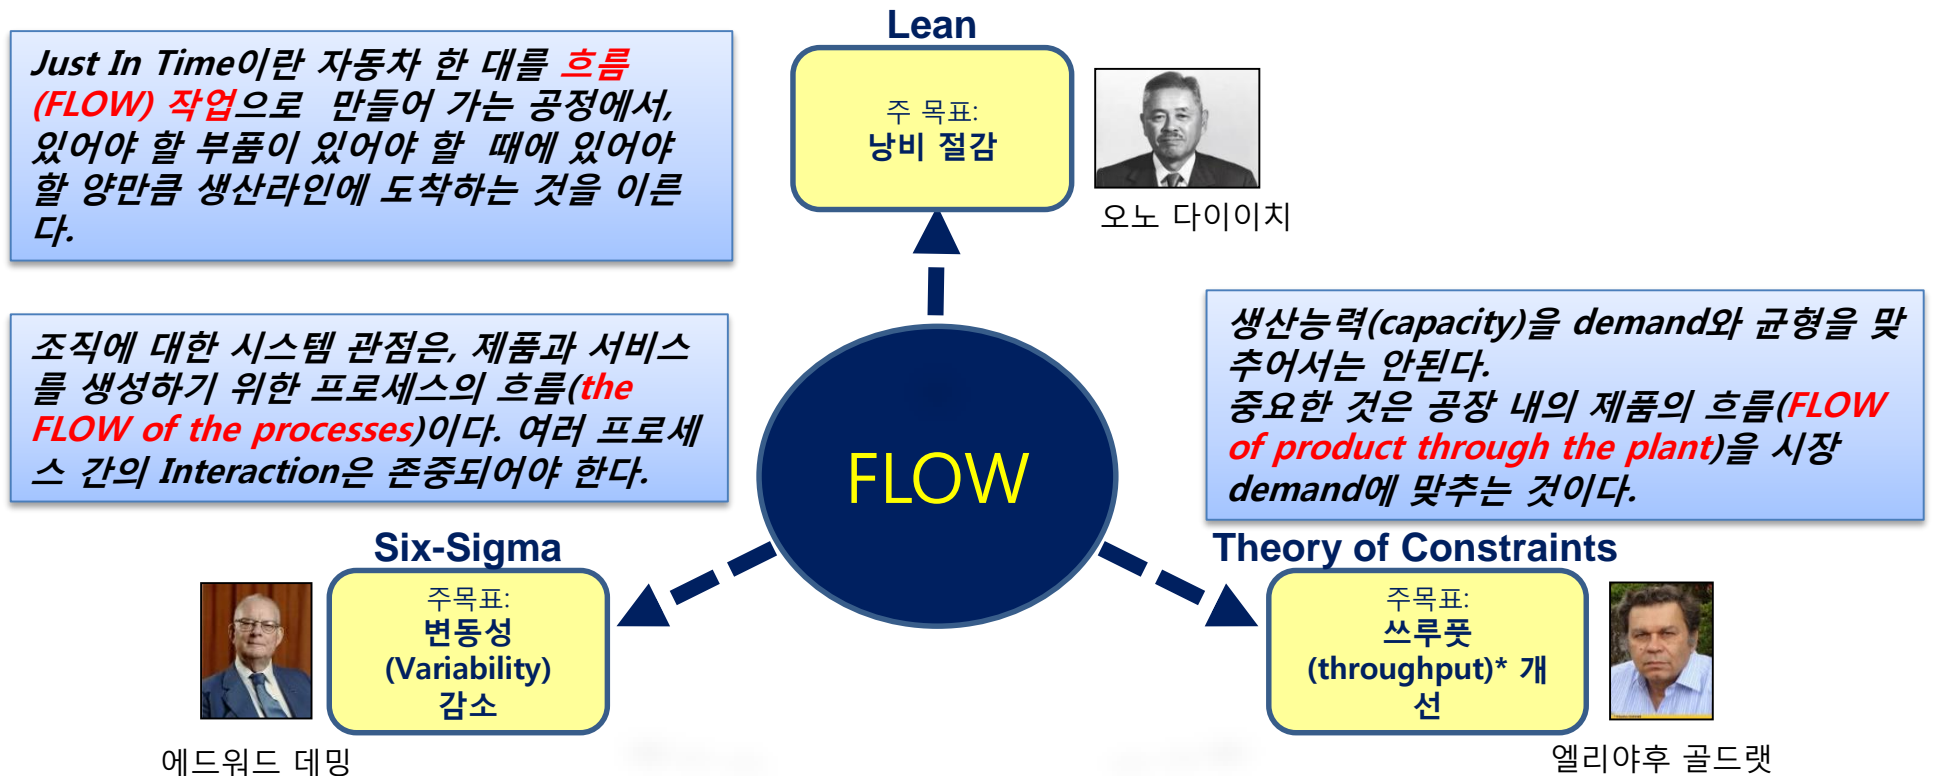 Lean
Just In Time이란 자동차 한 대를 흐름
(FLOW) 작업으로 만들어 가는 공정에서,
있어야 할 부품이 있어야 할 때에 있어야
할 양만큼 생산라인에 도착하는 것을 이른
다.
주 목표:
낭비 절감
오노 다이이치
조직에 대한 시스템 관점은, 제품과 서비스
를 생성하기 위한 프로세스의 흐름(the
FLOW of the processes)이다. 여러 프로세
스 간의 Interaction은 존중되어야 한다.
생산능력(capacity)을 demand와 균형을 맞
추어서는 안된다.
중요한 것은 공장 내의 제품의 흐름(FLOW
of product through the plant)을 시장
demand에 맞추는 것이다.
FLOW
Six-Sigma
주목표:
변동성
(Variability)
감소
에드워드 데밍
Theory of Constraints
주목표:
쓰루풋
(throughput)* 개
선
엘리야후 골드랫